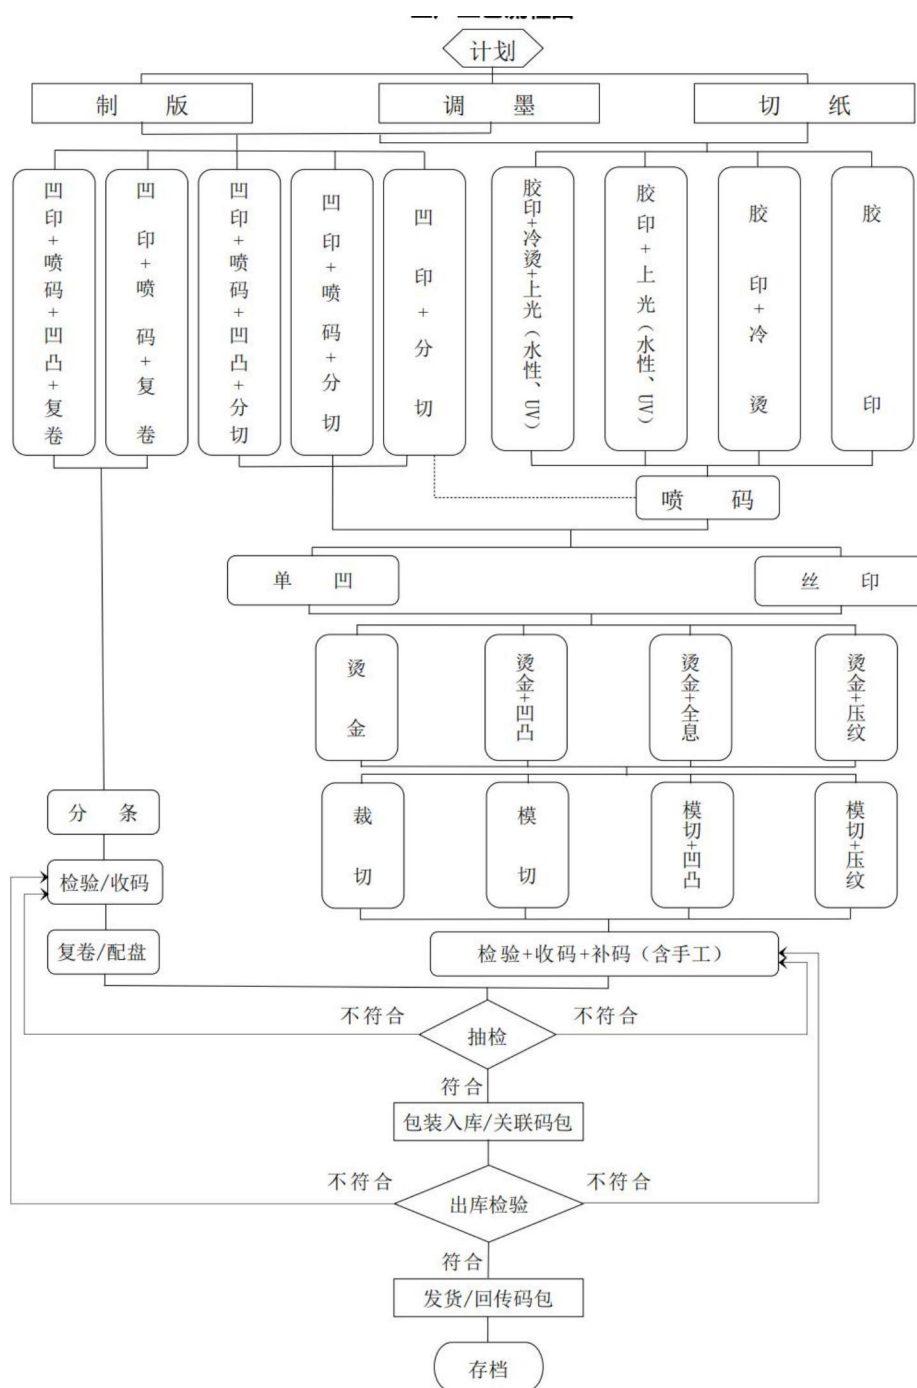 计划
制 版
调 墨
切 纸
凹印+喷码+凹凸+复卷
凹印+喷码+复卷
凹印+喷码+凹凸+分切
凹印+喷码+分切
凹印+分切
胶印+冷烫+上光(水性、UV)
胶印+上光(水性、UV)
胶印+冷烫
胶印
喷 码
单 凹
丝 印
烫金
烫金+凹凸
烫金+全息
烫金+压纹
分 条
裁切
模切
模切+凹凸
模切+压纹
检验/收码
复卷/配盘
检验+收码+补码（含手工）
不符合
不符合
抽检
符合
包装入库/关联码包
不符合
不符合
出库检验
符合
发货/回传码包
存档